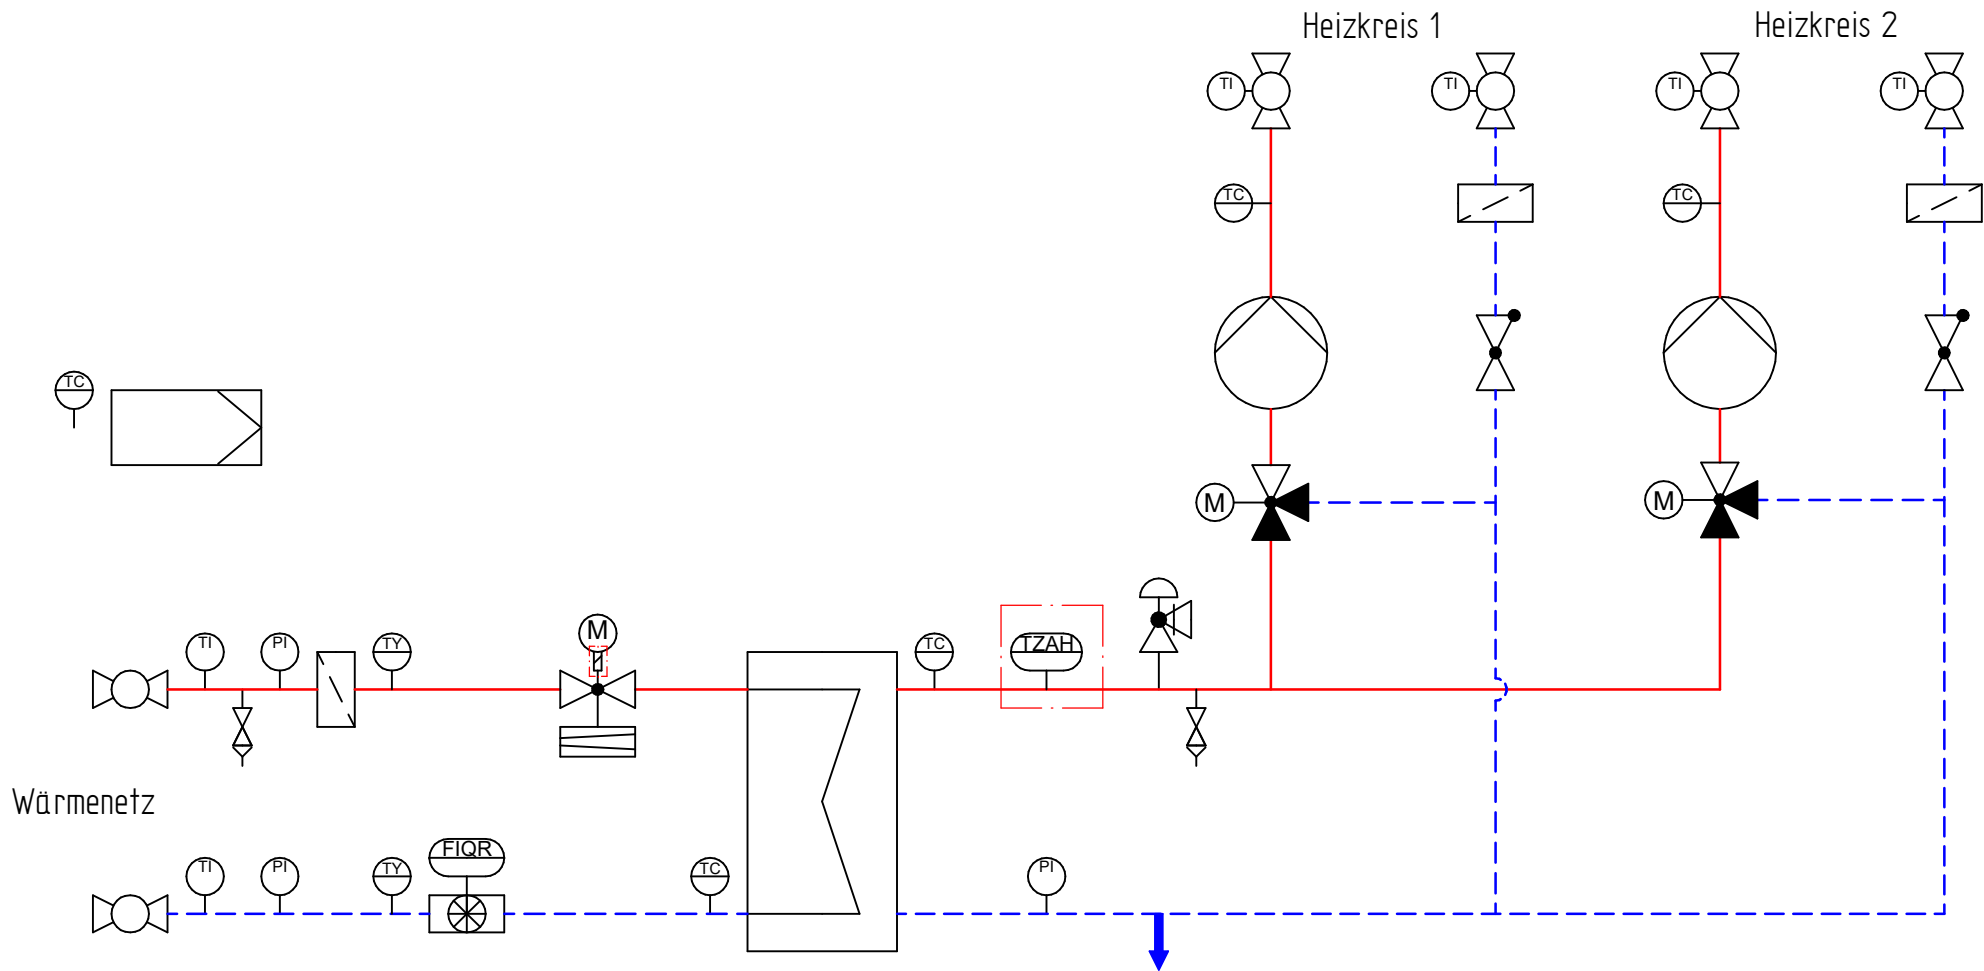 Heizkreis 1
Heizkreis 2
TI
TI
TI
TI
TC
TC
TC
M
M
TI
PI
TY
M
TC
TZAH
Wärmenetz
TI
PI
TY
FIQR
TC
PI